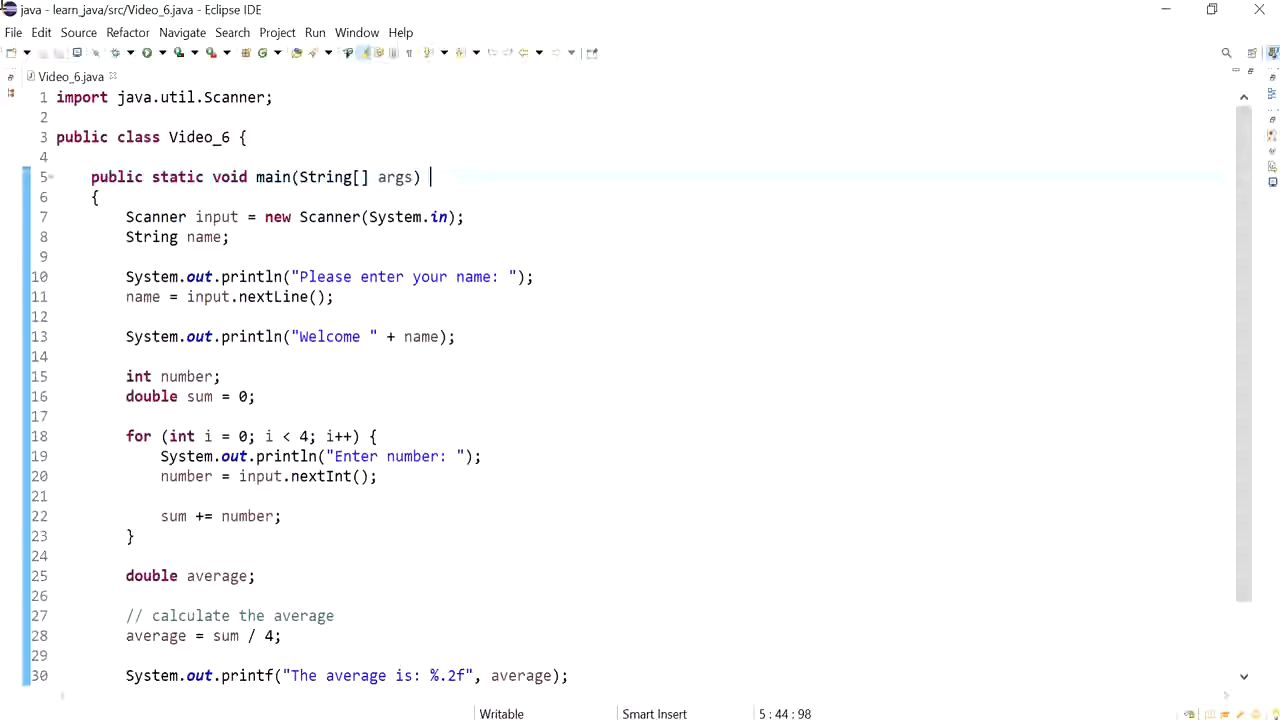 java - learn_java/src/Video_6.java - Eclipse IDE
File Edit Source Refactor Navigate Search Project Run Window Help
Video_6.java
1 import java.util.Scanner;
2
3 public class Video_6 {
4
5 public static void main(String[] args)
6 {
7 Scanner input = new Scanner(System.in);
8 String name;
9
10 System.out.println("Please enter your name: ");
11 name = input.nextLine();
12
13 System.out.println("Welcome " + name);
14
15 int number;
16 double sum = 0;
17
18 for (int i = 0; i < 4; i++) {
19 System.out.println("Enter number: ");
20 number = input.nextInt();
21
22 sum += number;
23 }
24
25 double average;
26
27 // calculate the average
28 average = sum / 4;
29
30 System.out.printf("The average is: %.2f", average);
Writable Smart Insert 5 : 44 : 98